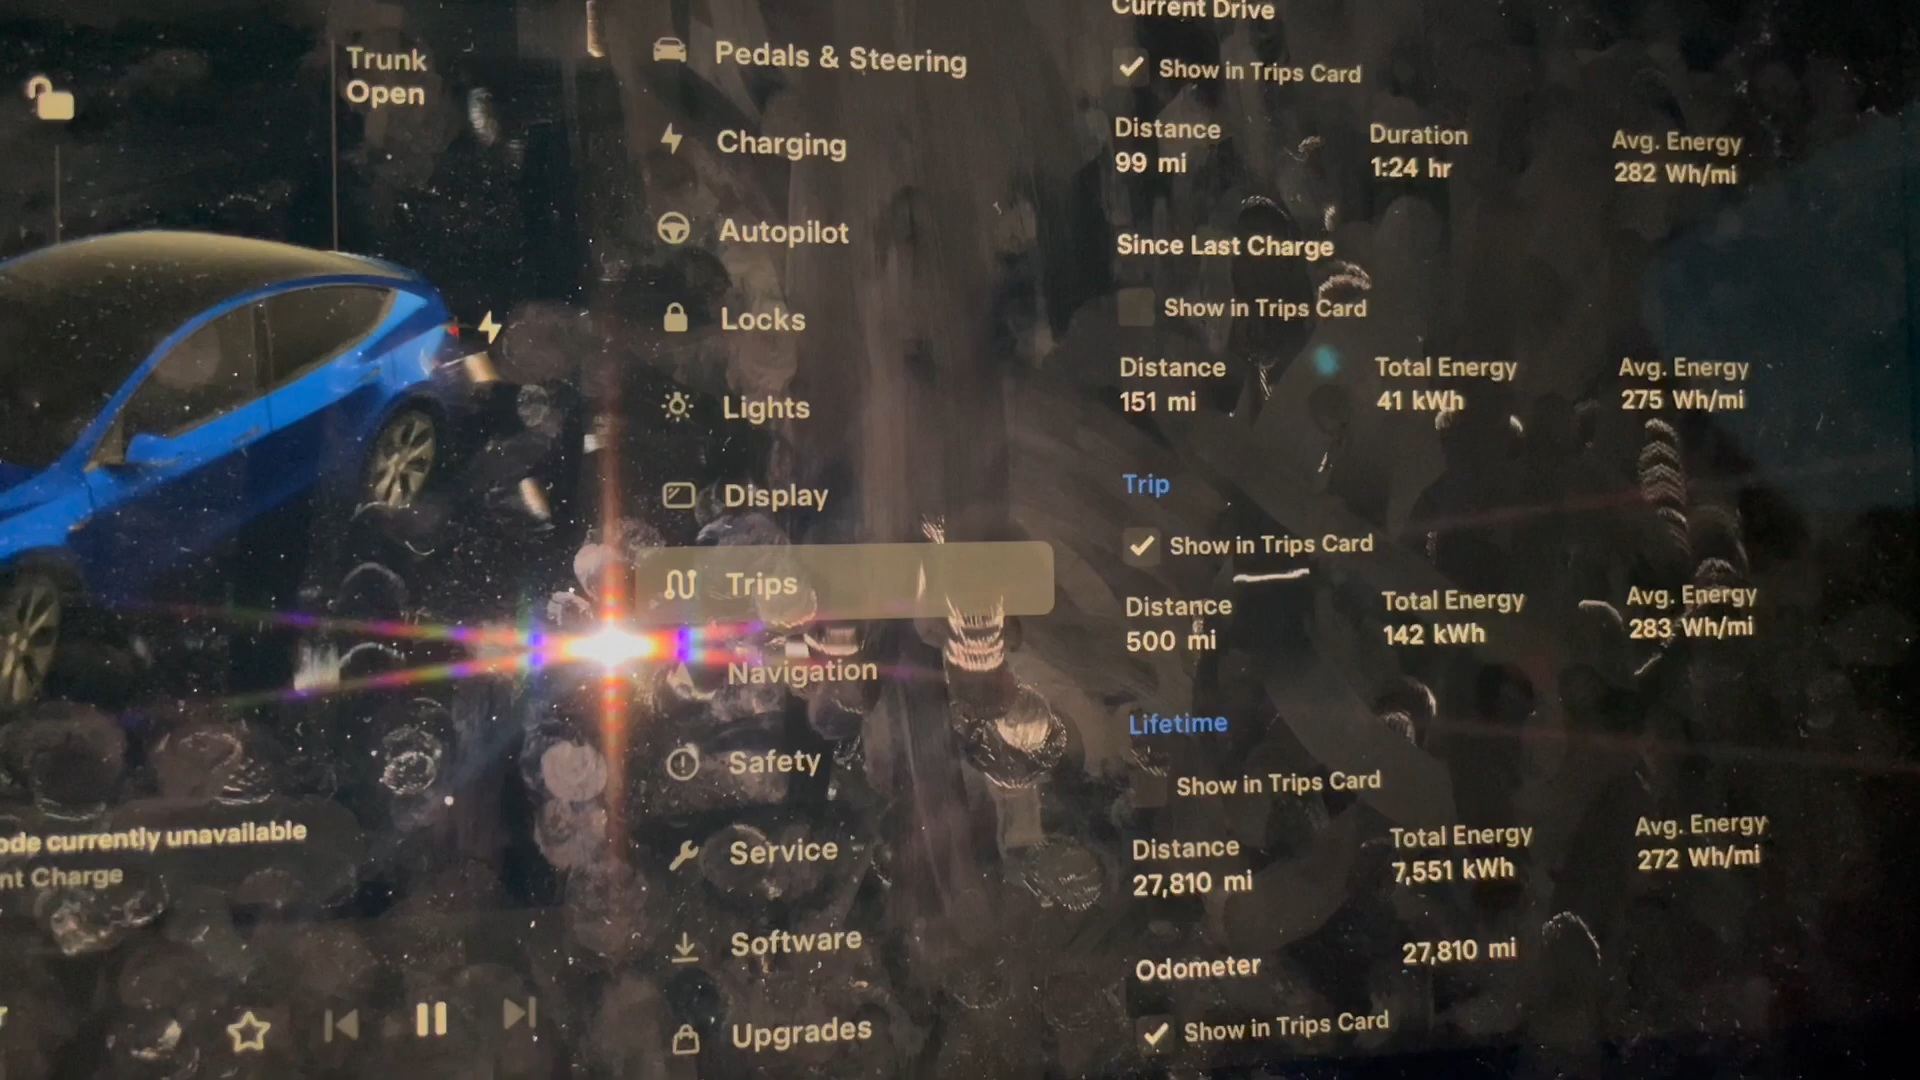 Trunk
Open
ode currently unavailable
nt Charge
Pedals & Steering
Charging
Autopilot
Locks
Lights
Display
Trips
Navigation
Safety
Service
Software
Upgrades
Current Drive
Show in Trips Card
Distance Duration Avg. Energy
99 mi 1:24 hr 282 Wh/mi
Since Last Charge
Show in Trips Card
Distance Total Energy Avg. Energy
151 mi 41 kWh 275 Wh/mi
Trip
Show in Trips Card
Distance Total Energy Avg. Energy
500 mi 142 kWh 283 Wh/mi
Lifetime
Show in Trips Card
Distance Total Energy Avg. Energy
27,810 mi 7,551 kWh 272 Wh/mi
Odometer 27,810 mi
Show in Trips Card